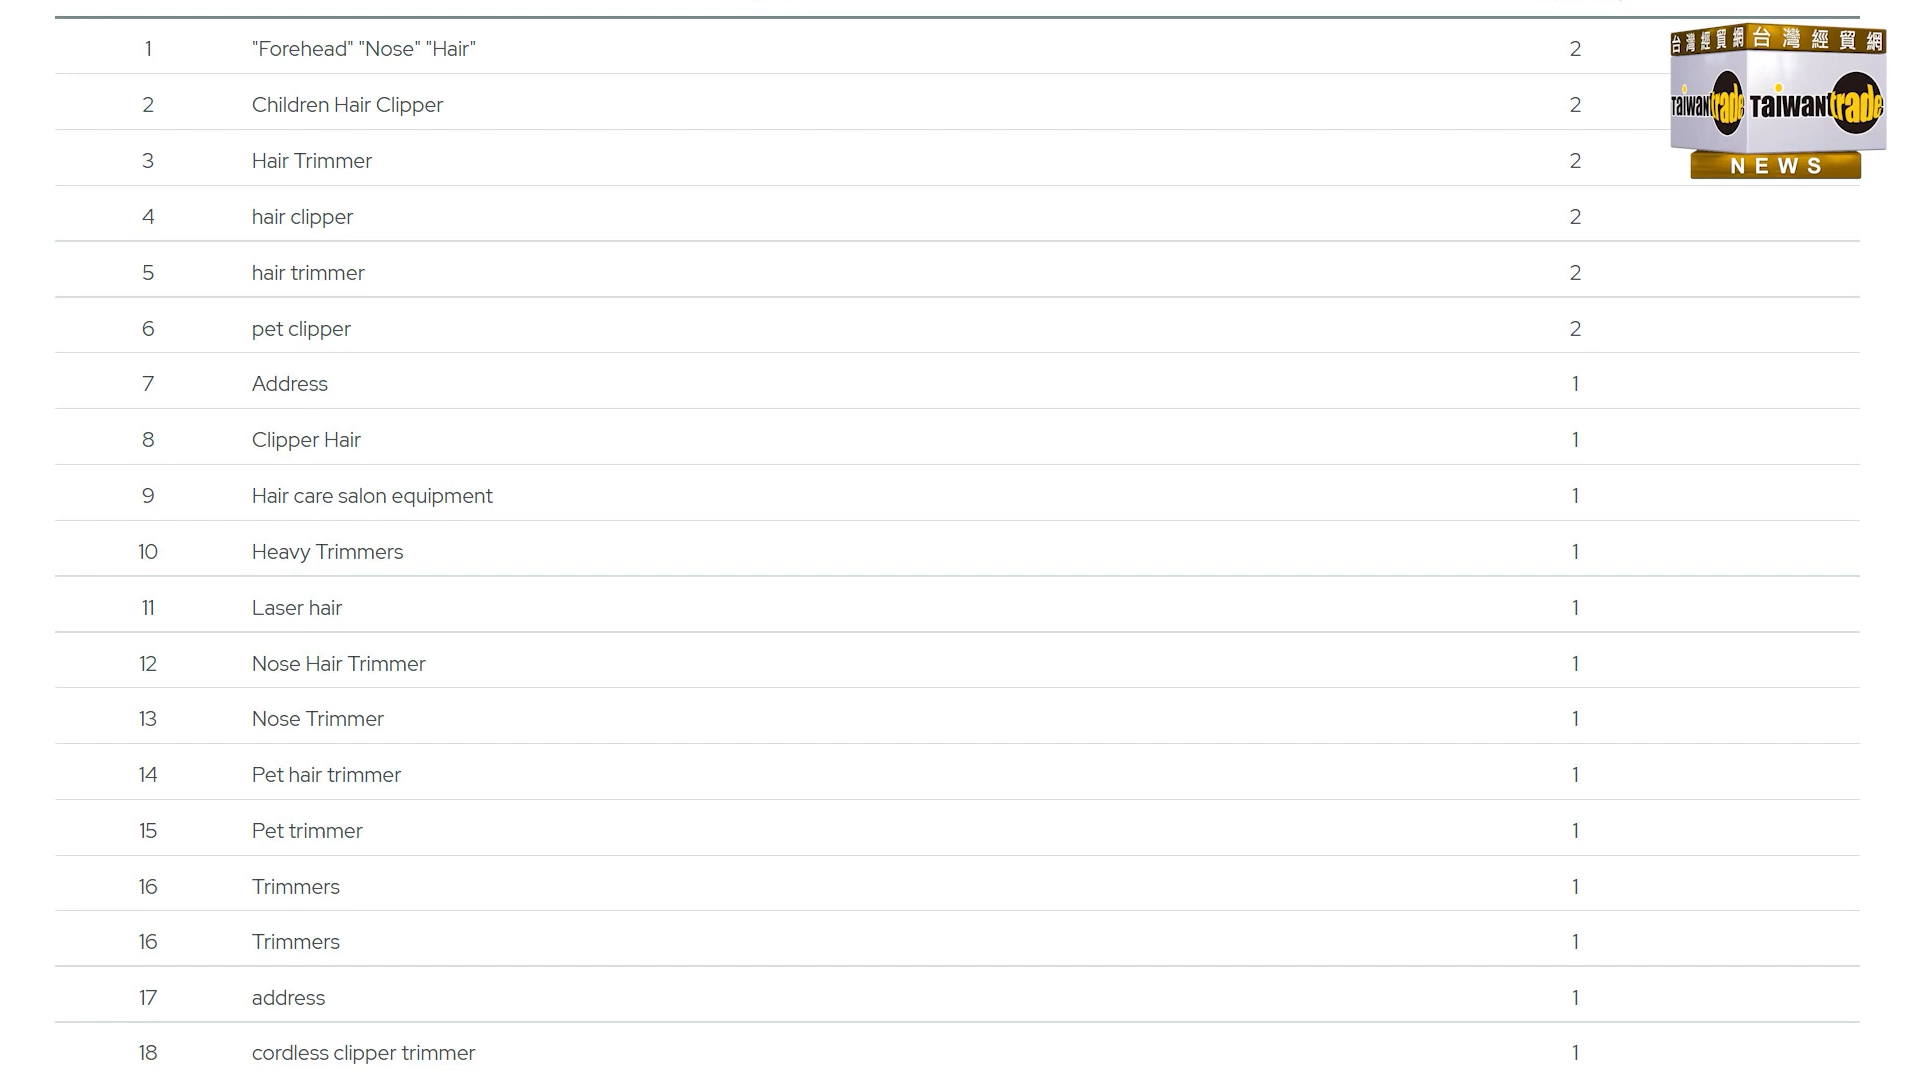 1 "Forehead" "Nose" "Hair" 2
2 Children Hair Clipper 2
3 Hair Trimmer 2
4 hair clipper 2
5 hair trimmer 2
6 pet clipper 2
7 Address 1
8 Clipper Hair 1
9 Hair care salon equipment 1
10 Heavy Trimmers 1
11 Laser hair 1
12 Nose Hair Trimmer 1
13 Nose Trimmer 1
14 Pet hair trimmer 1
15 Pet trimmer 1
16 Trimmers 1
16 Trimmers 1
17 address 1
18 cordless clipper trimmer 1
台灣經貿網 台灣經貿網
Taiwantrade Taiwantrade
NEWS